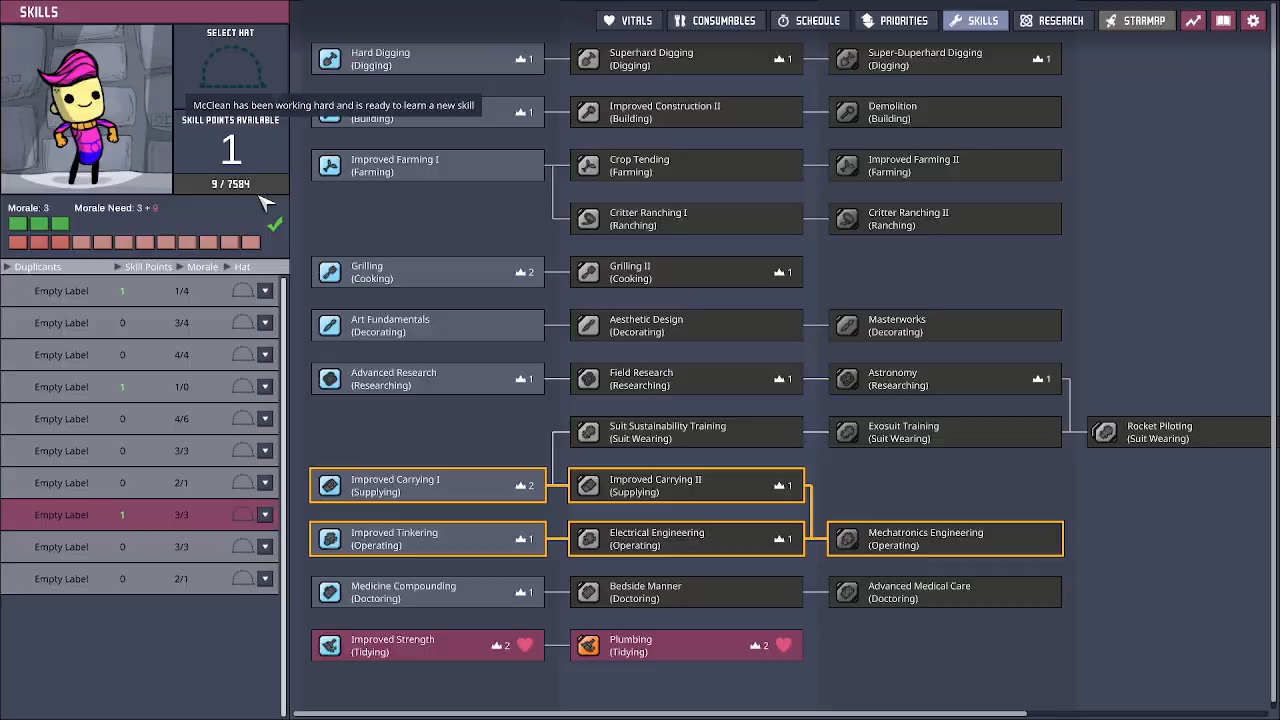 SKILLS
VITALS
CONSUMABLES
SCHEDULE
PRIORITIES
SKILLS
RESEARCH
STARMAP
SELECT HAT
McClean has been working hard and is ready to learn a new skill
SKILL POINTS AVAILABLE
1
9 / 7584
Morale: 3 Morale Need: 3 + 9
Duplicants Skill Points Morale Hat
Empty Label 1 1/4
Empty Label 0 3/4
Empty Label 0 4/4
Empty Label 1 1/0
Empty Label 0 4/6
Empty Label 0 3/3
Empty Label 0 2/1
Empty Label 1 3/3
Empty Label 0 3/3
Empty Label 0 2/1
Hard Digging
(Digging)
1
Superhard Digging
(Digging)
1
Super-Duperhard Digging
(Digging)
1
(Building)
1
Improved Construction II
(Building)
Demolition
(Building)
Improved Farming I
(Farming)
Crop Tending
(Farming)
Improved Farming II
(Farming)
Critter Ranching I
(Ranching)
Critter Ranching II
(Ranching)
Grilling
(Cooking)
2
Grilling II
(Cooking)
1
Art Fundamentals
(Decorating)
Aesthetic Design
(Decorating)
Masterworks
(Decorating)
Advanced Research
(Researching)
1
Field Research
(Researching)
1
Astronomy
(Researching)
1
Suit Sustainability Training
(Suit Wearing)
Exosuit Training
(Suit Wearing)
Rocket Piloting
(Suit Wearing)
Improved Carrying I
(Supplying)
2
Improved Carrying II
(Supplying)
1
Improved Tinkering
(Operating)
1
Electrical Engineering
(Operating)
1
Mechatronics Engineering
(Operating)
Medicine Compounding
(Doctoring)
1
Bedside Manner
(Doctoring)
Advanced Medical Care
(Doctoring)
Improved Strength
(Tidying)
2
Plumbing
(Tidying)
2